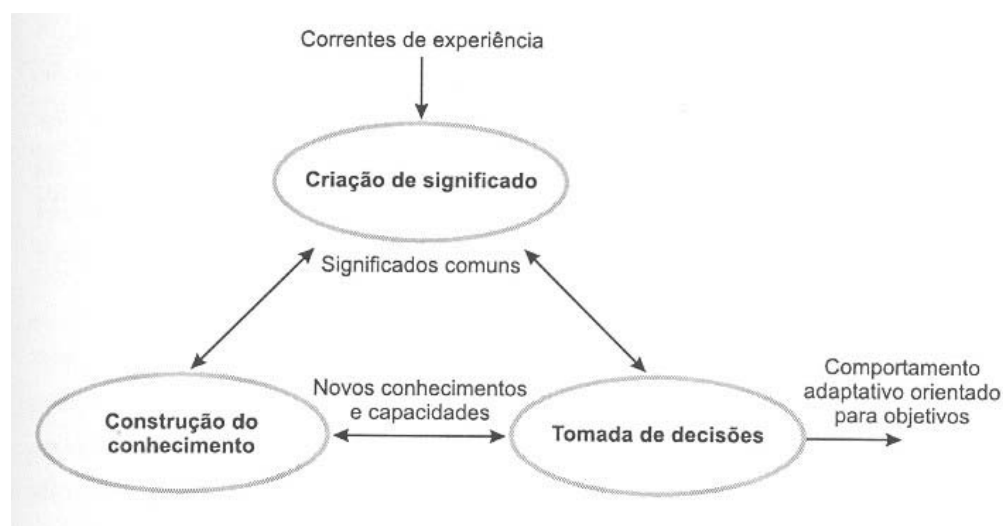 Correntes de experiência
Criação de significado
Significados comuns
Novos conhecimentos
e capacidades
Construção do
conhecimento
Tomada de decisões
Comportamento
adaptativo orientado
para objetivos